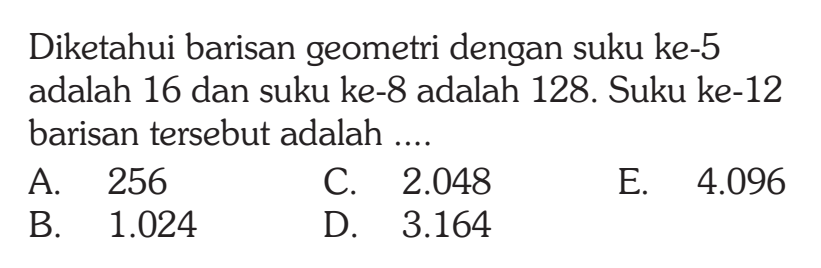 Diketahui barisan geometri dengan suku ke-5
adalah 16 dan suku ke-8 adalah 128. Suku ke-12
barisan tersebut adalah ....
A. 256 C. 2.048 E. 4.096
B. 1.024 D. 3.164